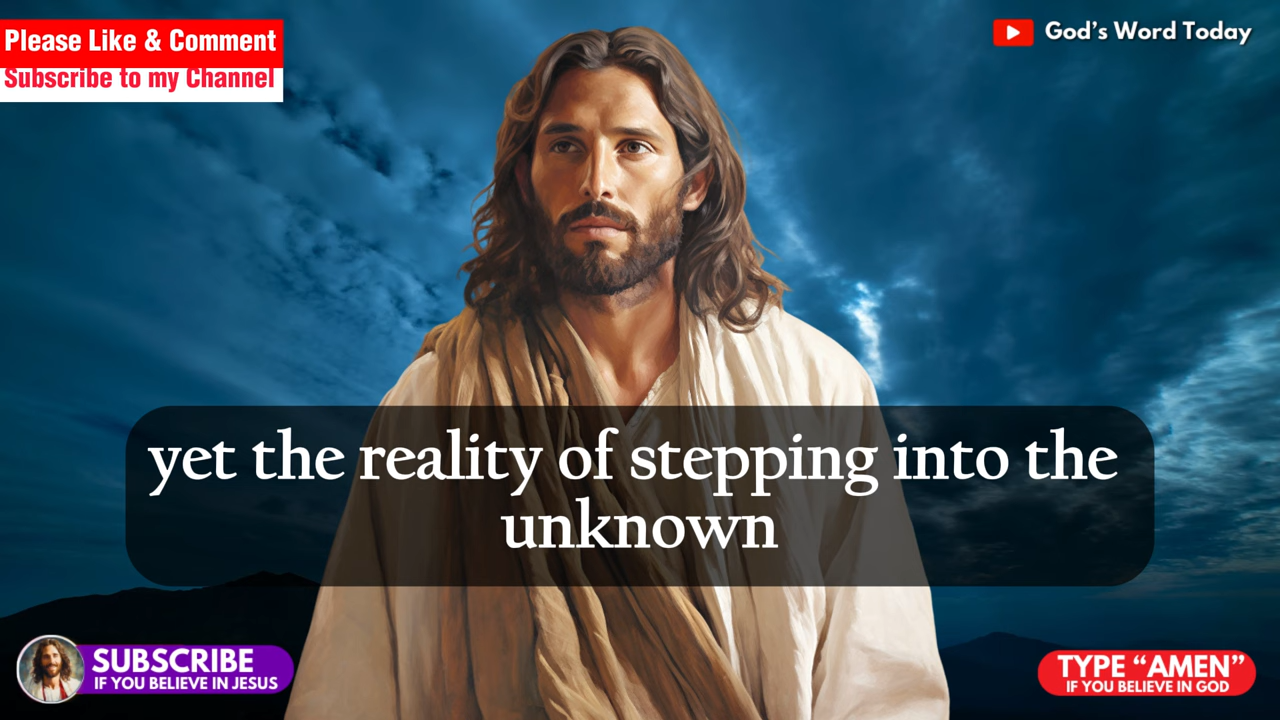 Please Like & Comment
Subscribe to my Channel
God's Word Today
yet the reality of stepping into the
unknown
SUBSCRIBE
IF YOU BELIEVE IN JESUS
TYPE “AMEN”
IF YOU BELIEVE IN GOD